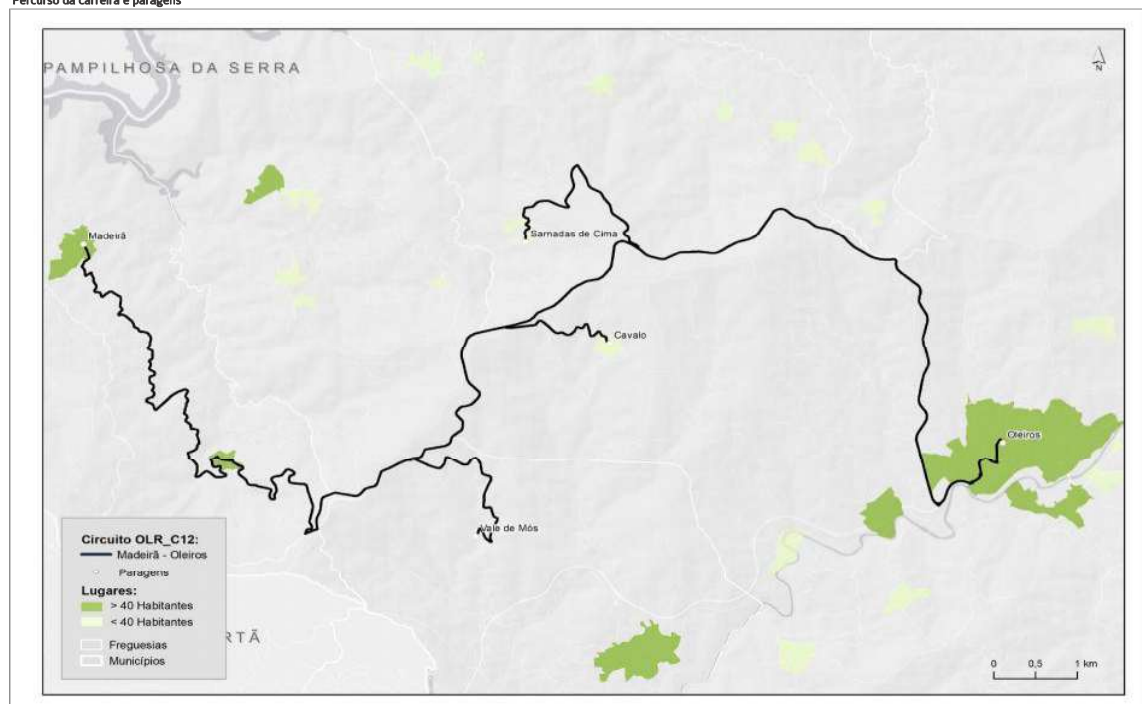 Percurso da carreira e paragens
PAMPILHOSA DA SERRA
N
Madeirã
Sarnadas de Cima
Cavalo
Oleiros
Vale de Mós
Circuito OLR_C12:
Madeirã - Oleiros
Paragens
Lugares:
> 40 Habitantes
< 40 Habitantes
RTÃ
Freguesias
Municípios
0 0,5 1 km